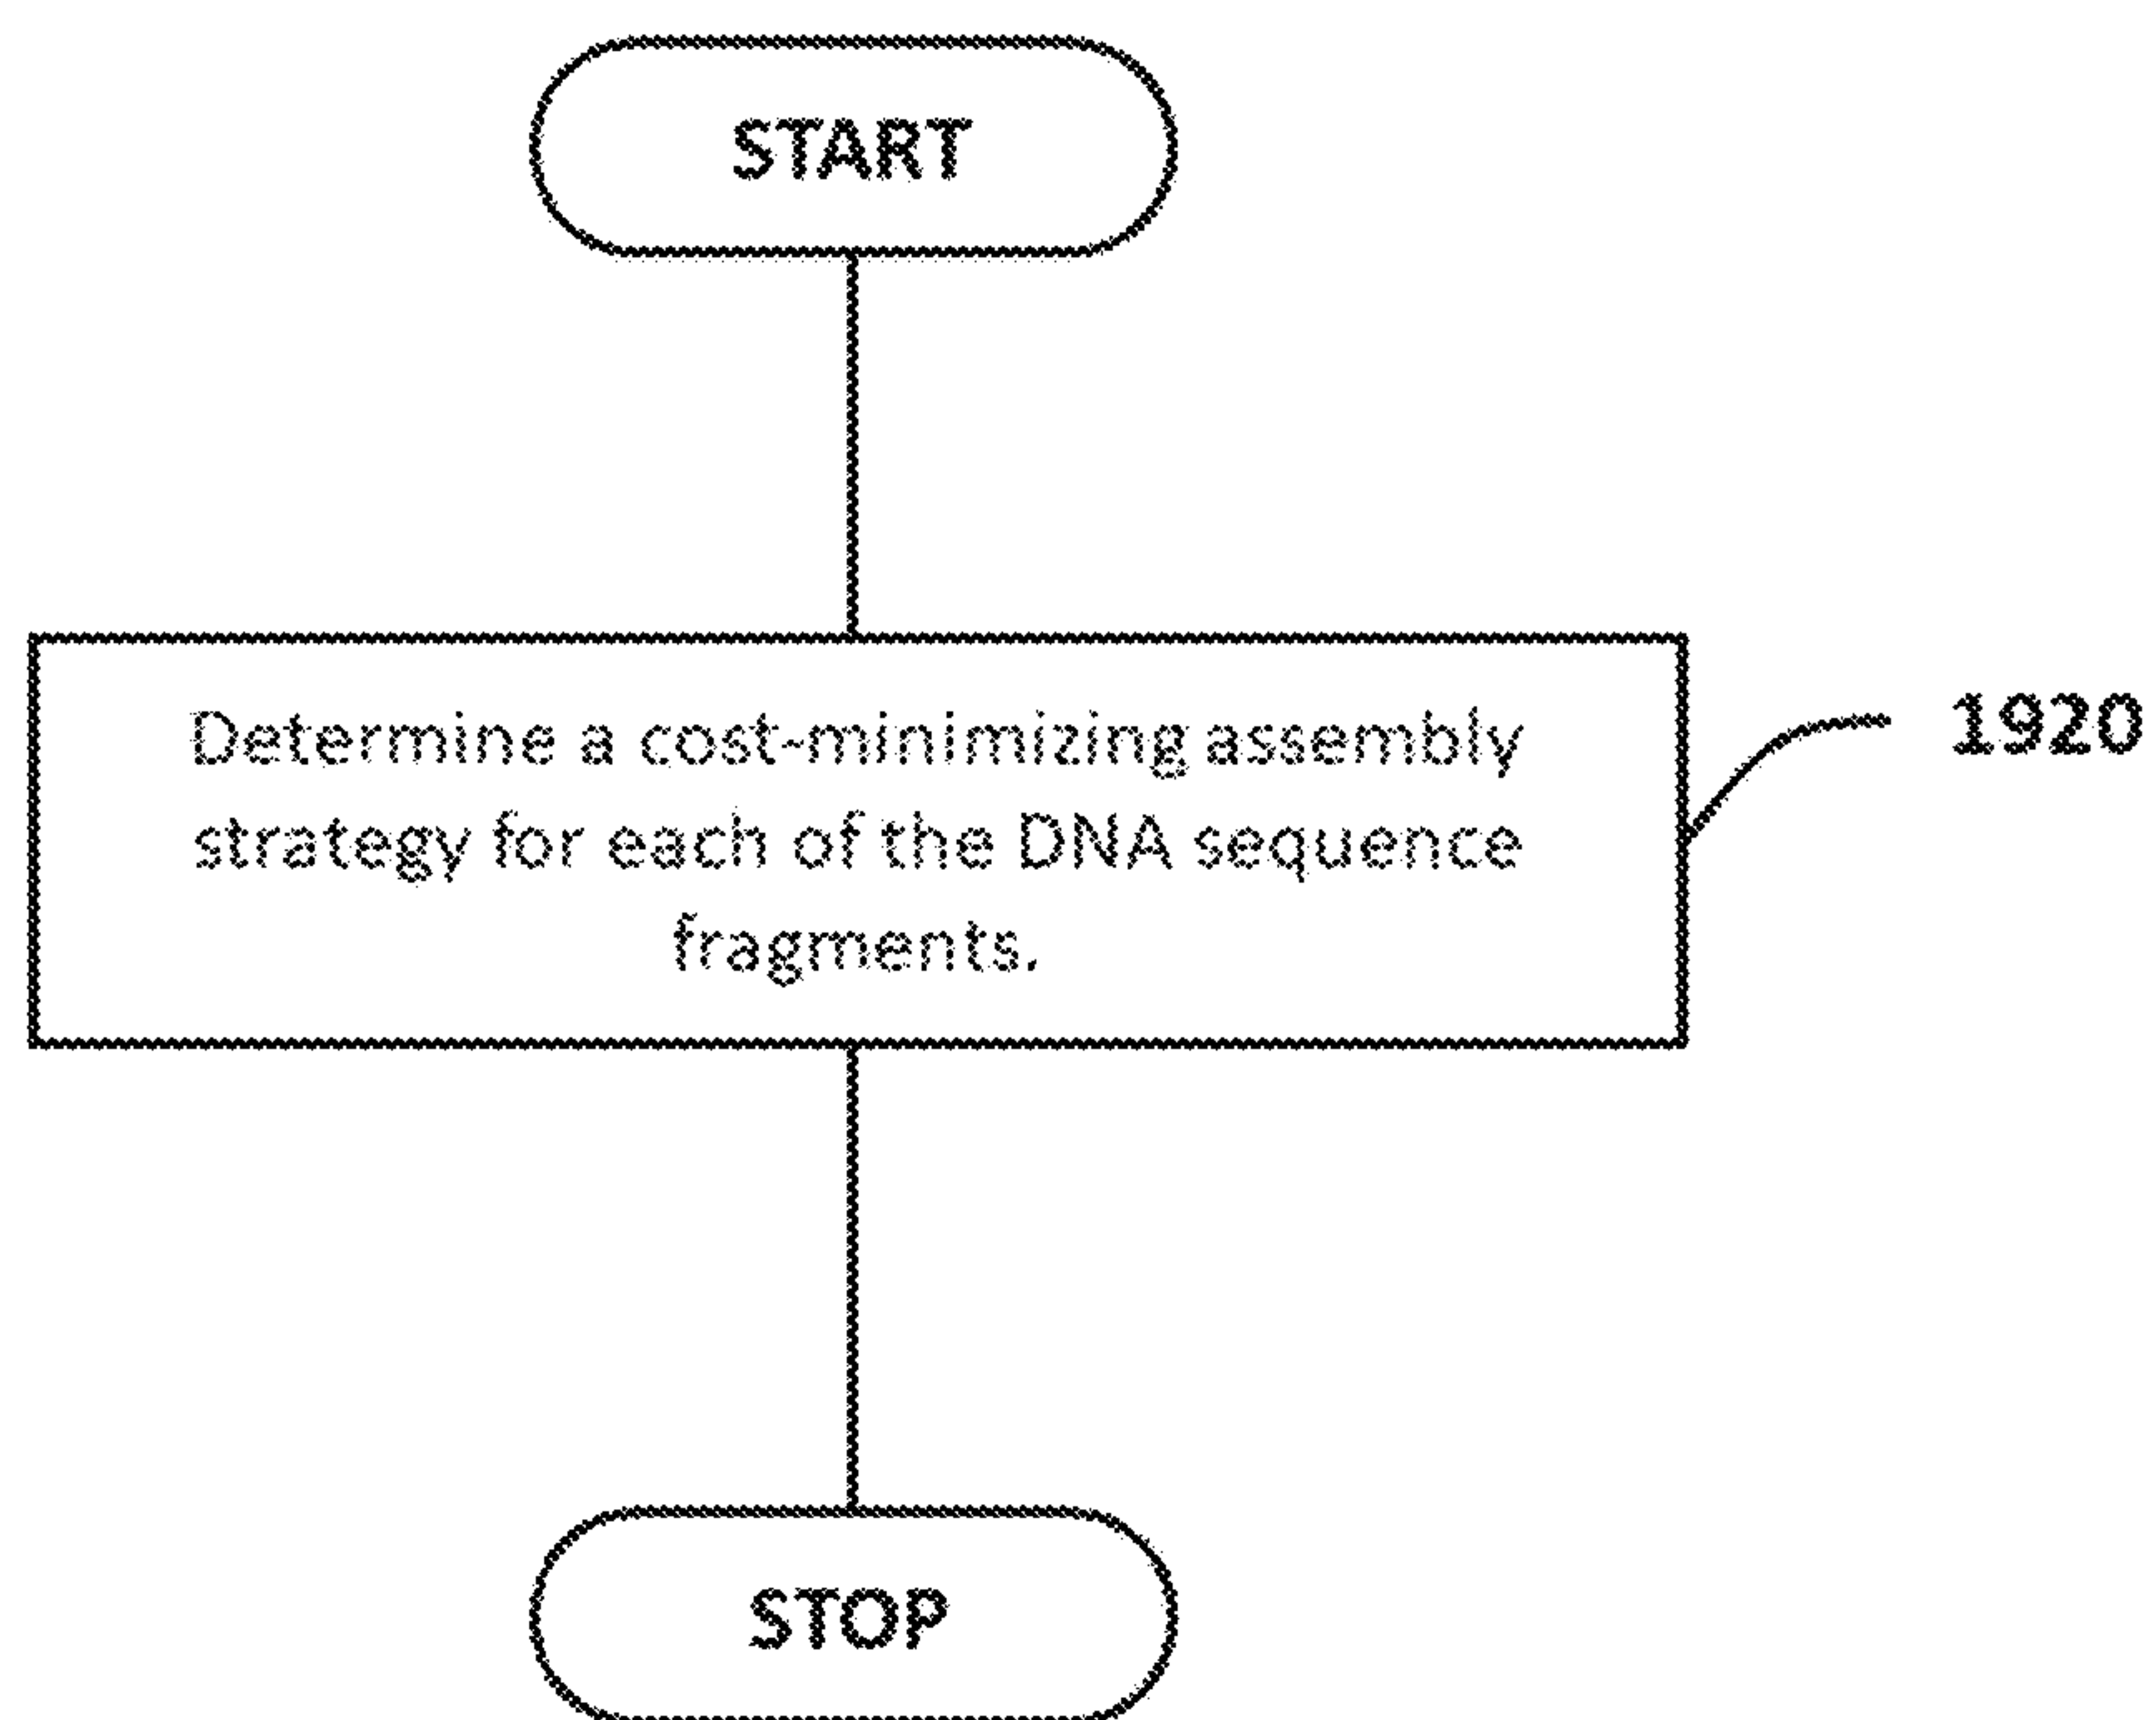 START
Determine a cost-minimizing assembly
strategy for each of the DNA sequence
fragments.
1920
STOP